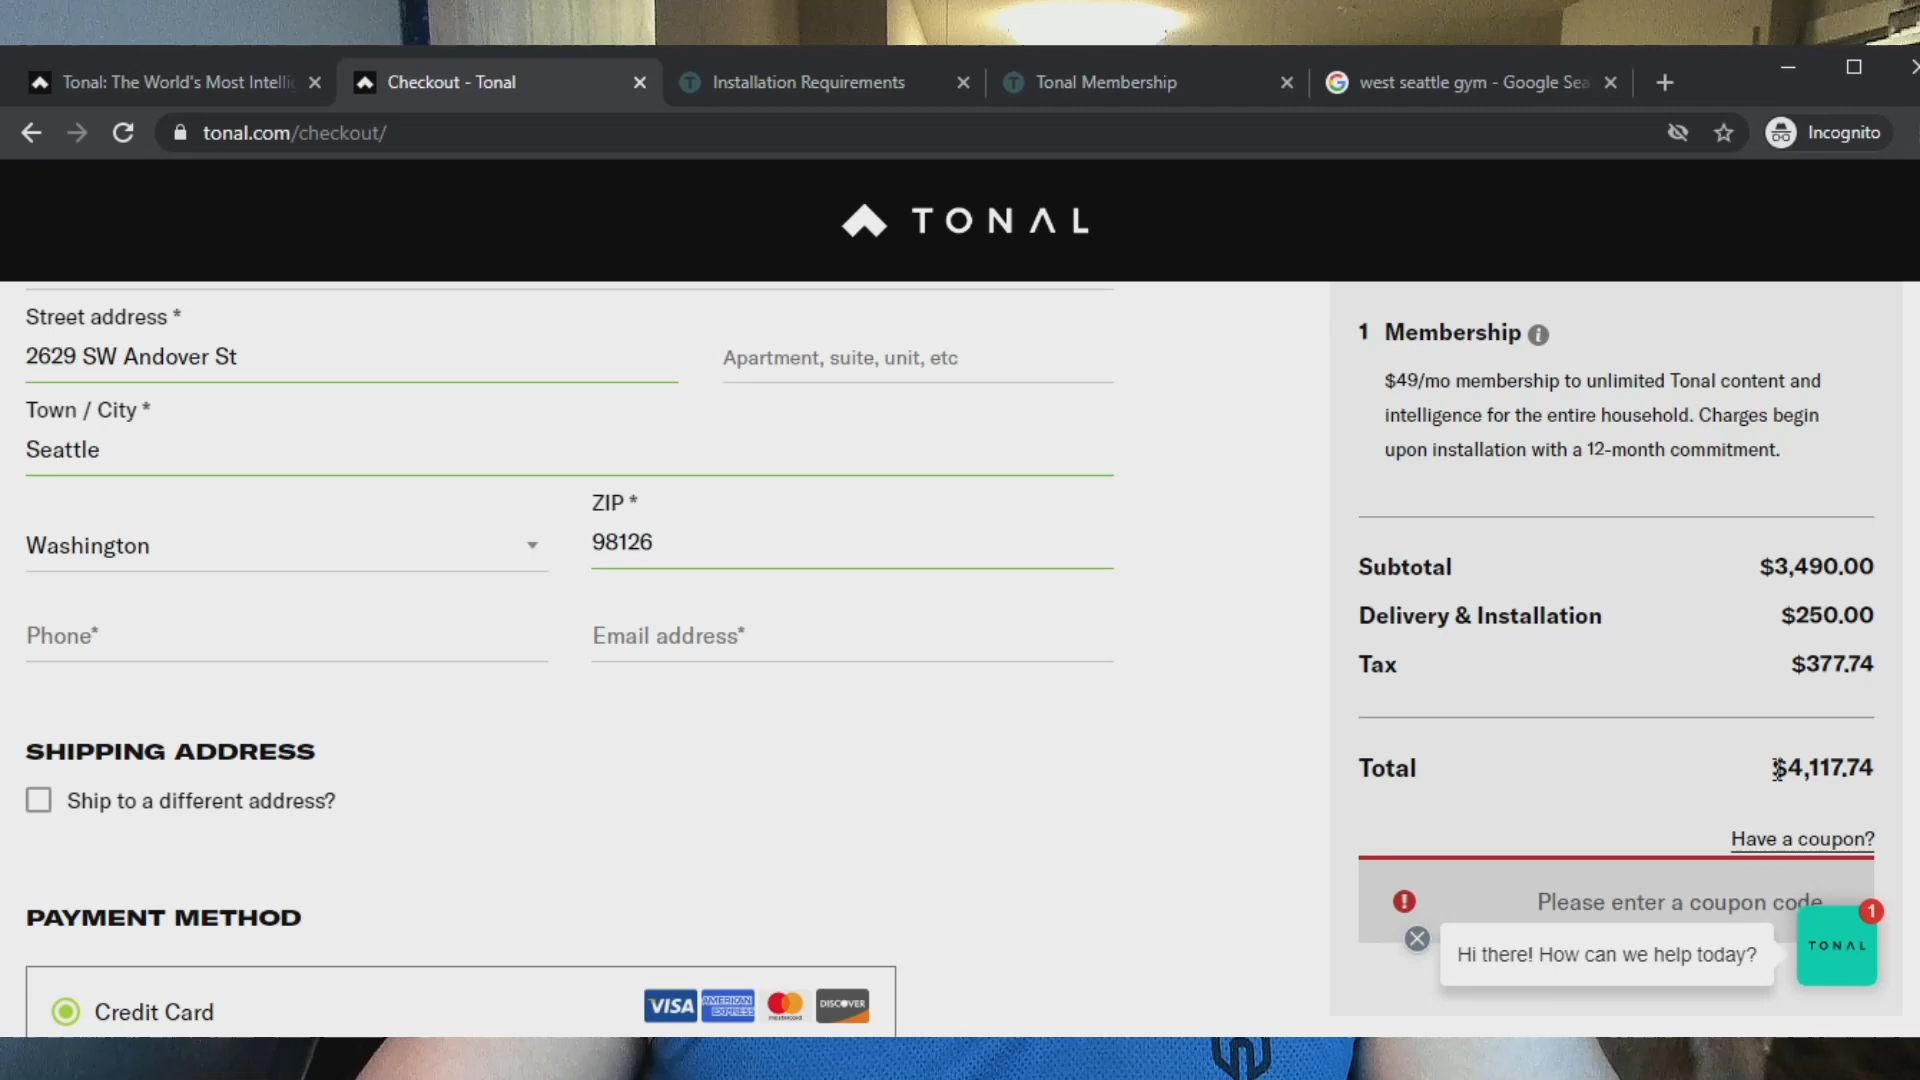 Tonal: The World's Most Intelli
Checkout - Tonal
Installation Requirements
Tonal Membership
west seattle gym - Google Sea
tonal.com/checkout/
Incognito
TONAL
Street address *
2629 SW Andover St
Apartment, suite, unit, etc
Town / City *
Seattle
Washington
ZIP *
98126
Phone*
Email address*
SHIPPING ADDRESS
Ship to a different address?
PAYMENT METHOD
Credit Card
VISA
AMERICAN EXPRESS
mastercard
DISCOVER
1 Membership
$49/mo membership to unlimited Tonal content and
intelligence for the entire household. Charges begin
upon installation with a 12-month commitment.
Subtotal $3,490.00
Delivery & Installation $250.00
Tax $377.74
Total $4,117.74
Have a coupon?
Please enter a coupon code
Hi there! How can we help today?
TONAL
1